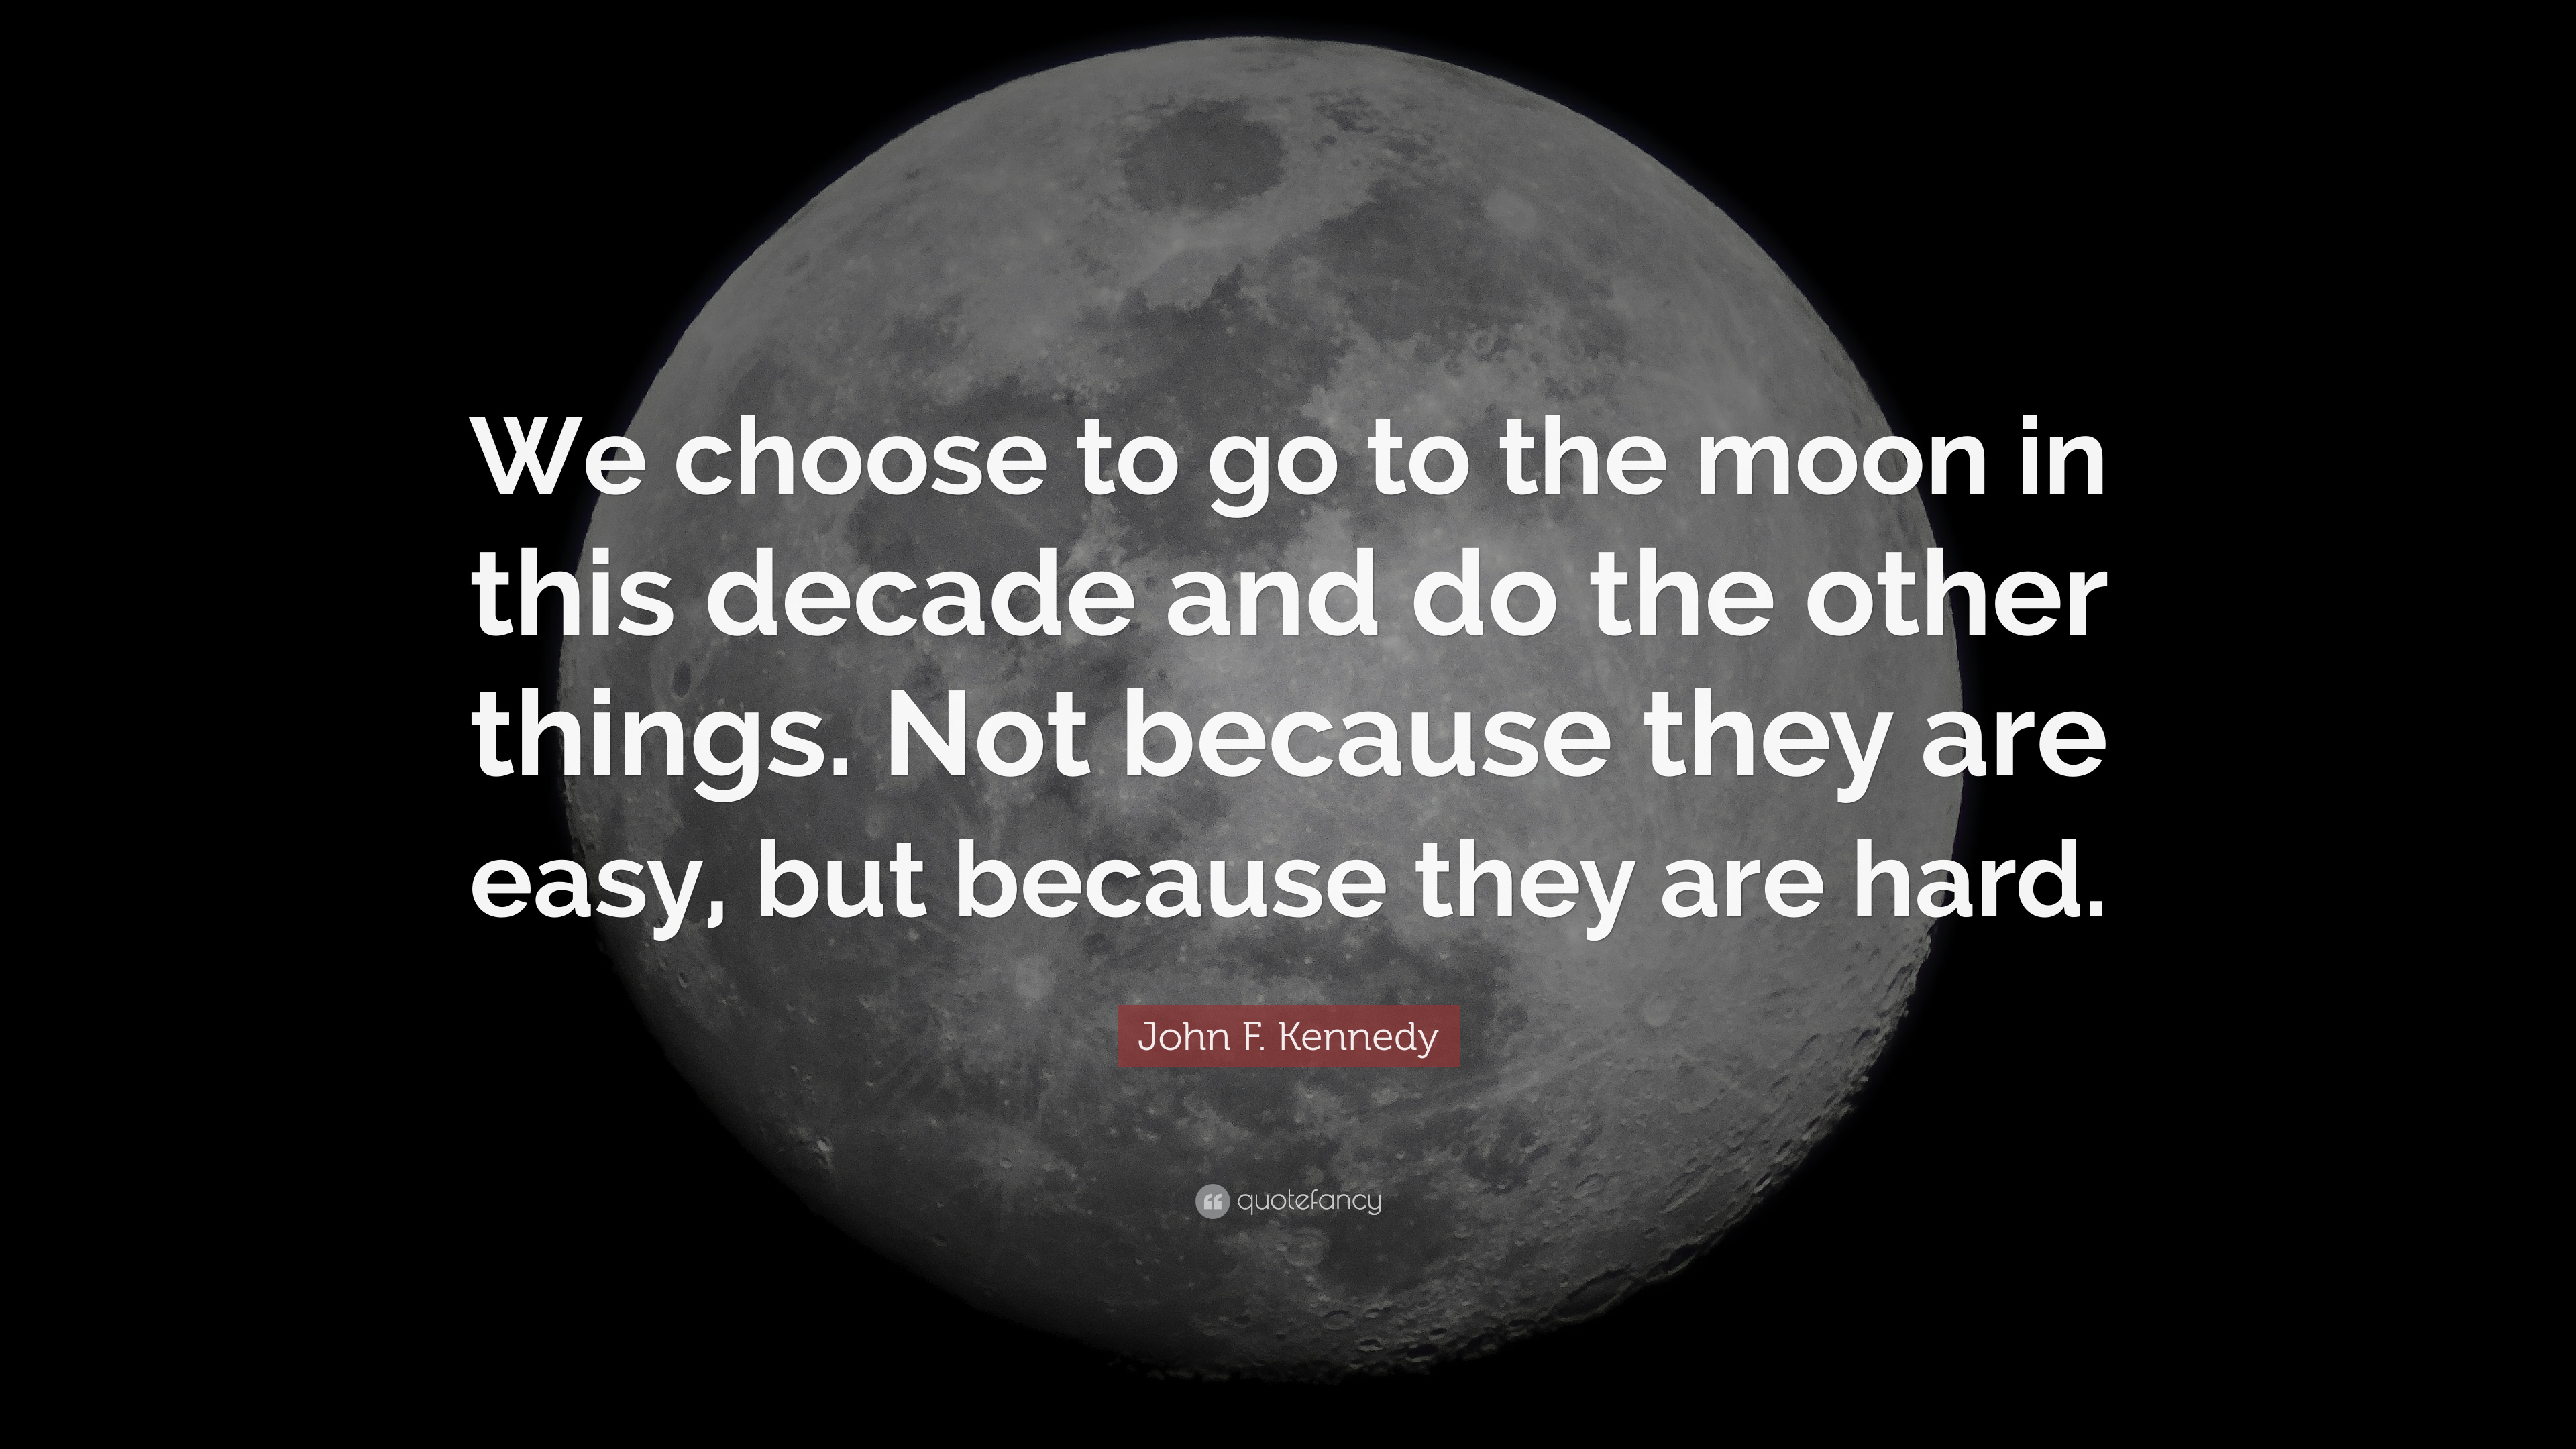 We choose to go to the moon in
this decade and do the other
things. Not because they are
easy, but because they are hard.
John F. Kennedy
quotefancy